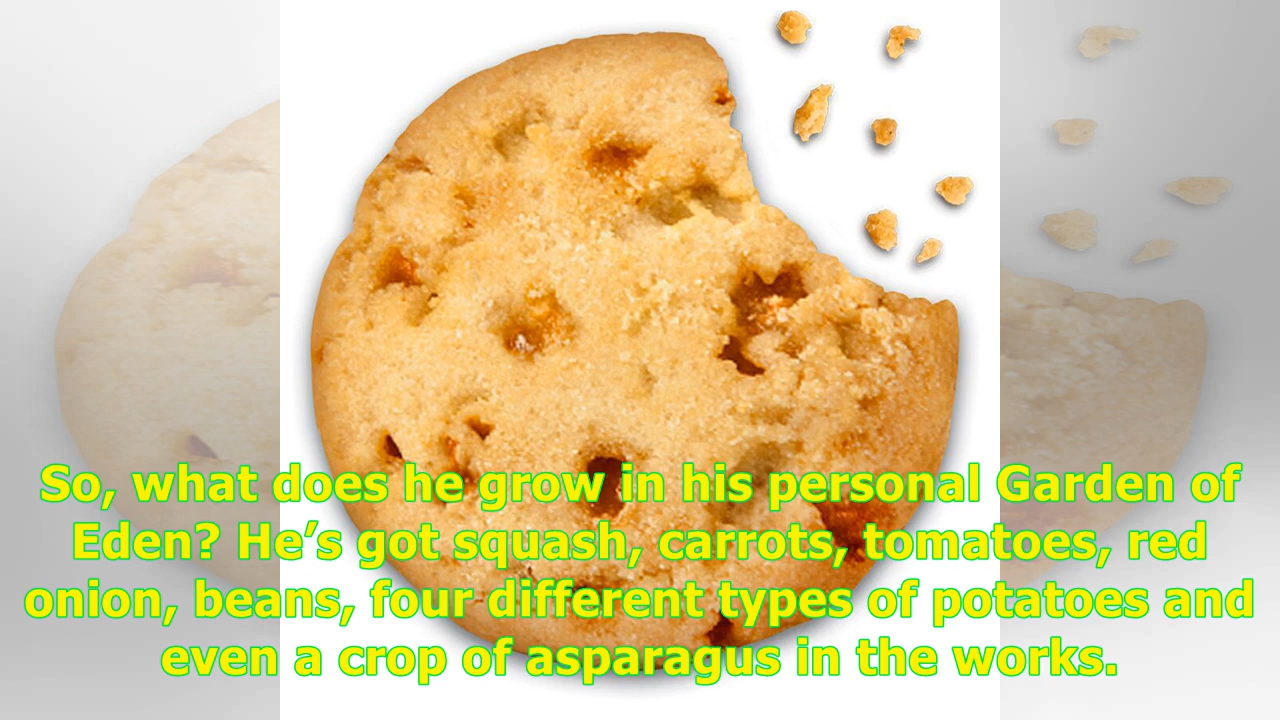 So, what does he grow in his personal Garden of
Eden? He’s got squash, carrots, tomatoes, red
onion, beans, four different types of potatoes and
even a crop of asparagus in the works.